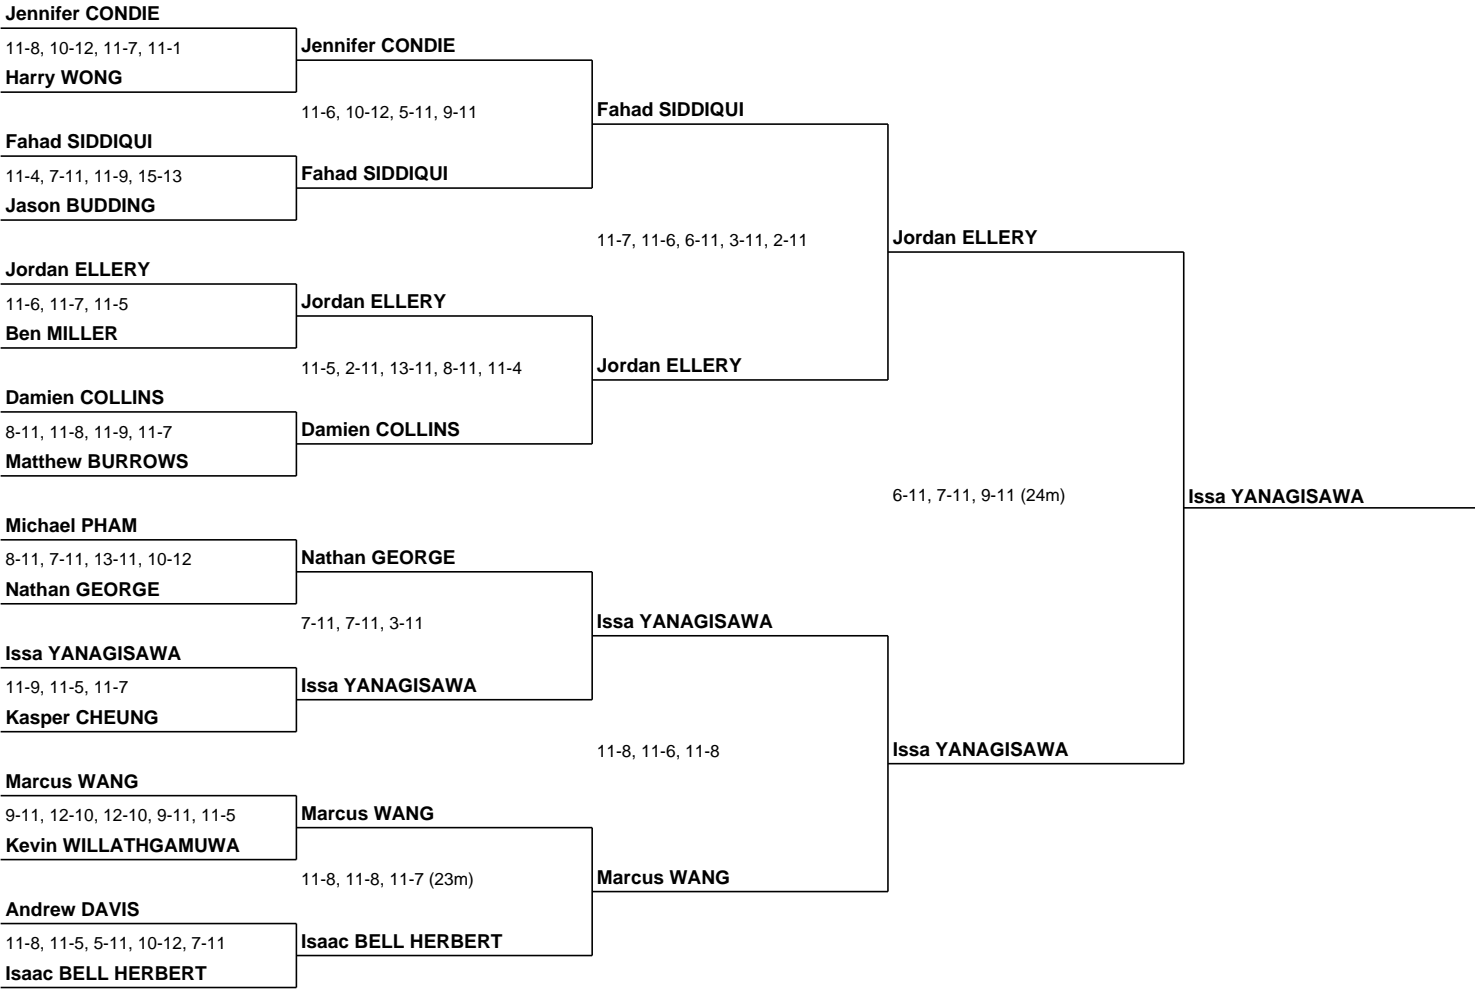 Jennifer CONDIE
11-8, 10-12, 11-7, 11-1
Harry WONG
Fahad SIDDIQUI
11-4, 7-11, 11-9, 15-13
Jason BUDDING
Jordan ELLERY
11-6, 11-7, 11-5
Ben MILLER
Damien COLLINS
8-11, 11-8, 11-9, 11-7
Matthew BURROWS
Michael PHAM
8-11, 7-11, 13-11, 10-12
Nathan GEORGE
Issa YANAGISAWA
11-9, 11-5, 11-7
Kasper CHEUNG
Marcus WANG
9-11, 12-10, 12-10, 9-11, 11-5
Kevin WILLATHGAMUWA
Andrew DAVIS
11-8, 11-5, 5-11, 10-12, 7-11
Isaac BELL HERBERT
Jennifer CONDIE
11-6, 10-12, 5-11, 9-11
Fahad SIDDIQUI
Jordan ELLERY
11-5, 2-11, 13-11, 8-11, 11-4
Damien COLLINS
Nathan GEORGE
7-11, 7-11, 3-11
Issa YANAGISAWA
Marcus WANG
11-8, 11-8, 11-7 (23m)
Isaac BELL HERBERT
Fahad SIDDIQUI
11-7, 11-6, 6-11, 3-11, 2-11
Jordan ELLERY
Issa YANAGISAWA
11-8, 11-6, 11-8
Marcus WANG
Jordan ELLERY
6-11, 7-11, 9-11 (24m)
Issa YANAGISAWA
Issa YANAGISAWA